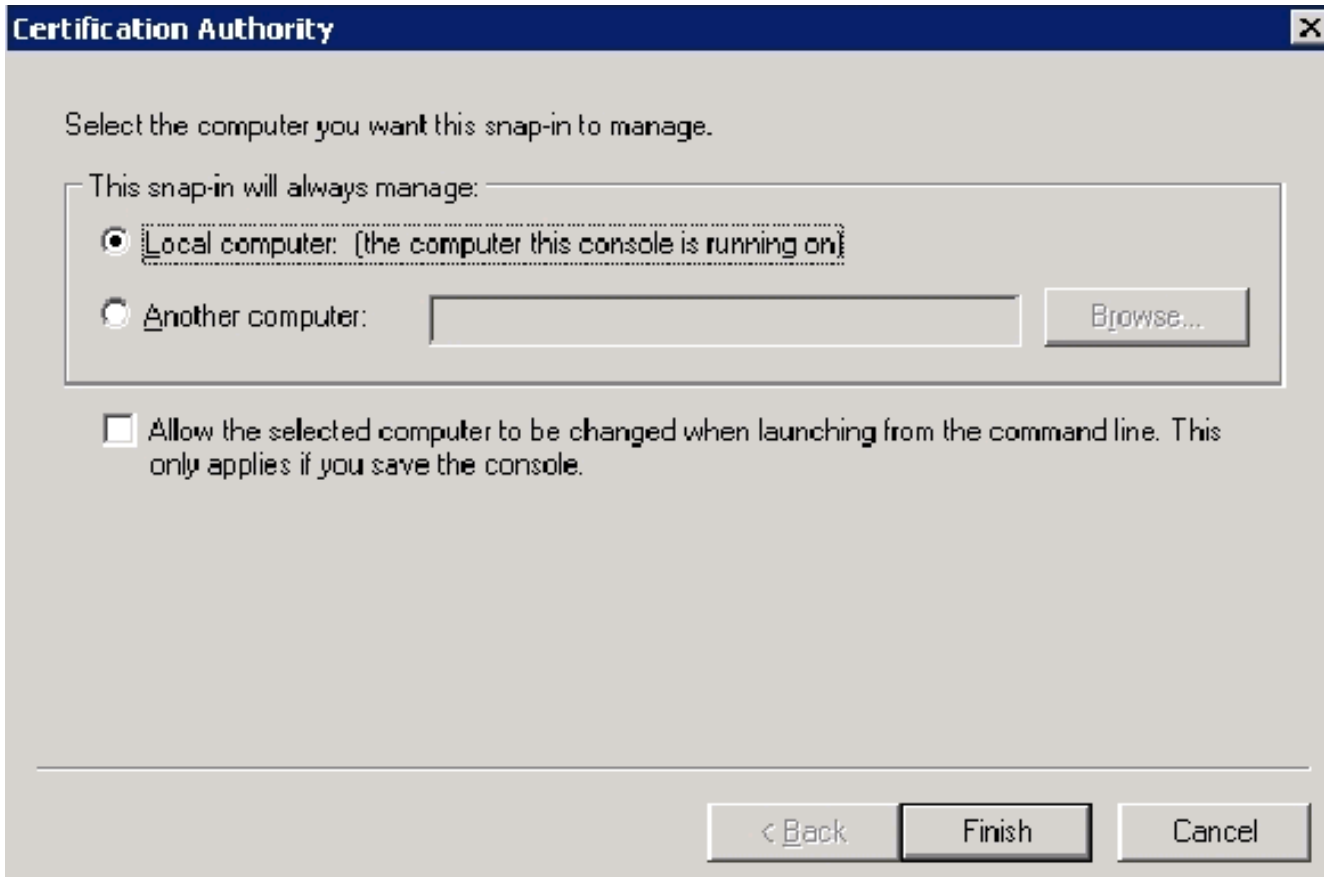 Certification Authority
Select the computer you want this snap-in to manage.
This snap-in will always manage:
Local computer: (the computer this console is running on)
Another computer:
Browse...
Allow the selected computer to be changed when launching from the command line. This
only applies if you save the console.
< Back
Finish
Cancel